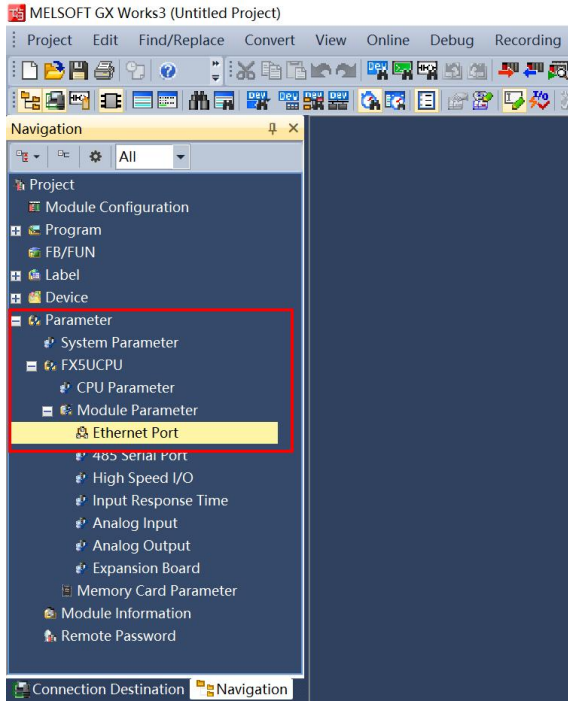 MELSOFT GX Works3 (Untitled Project)
Project Edit Find/Replace Convert View Online Debug Recording
Navigation
All
Project
Module Configuration
Program
FB/FUN
Label
Device
Parameter
System Parameter
FX5UCPU
CPU Parameter
Module Parameter
Ethernet Port
485 Serial Port
High Speed I/O
Input Response Time
Analog Input
Analog Output
Expansion Board
Memory Card Parameter
Module Information
Remote Password
Connection Destination Navigation